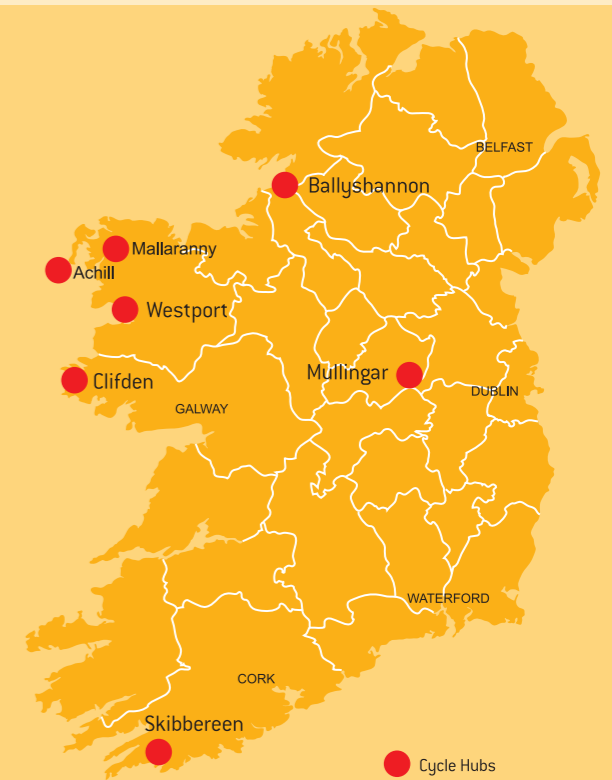 BELFAST
Ballyshannon
Mallaranny
Achill
Westport
Mullingar
Clifden
DUBLIN
GALWAY
WATERFORD
CORK
Skibbereen
Cycle Hubs